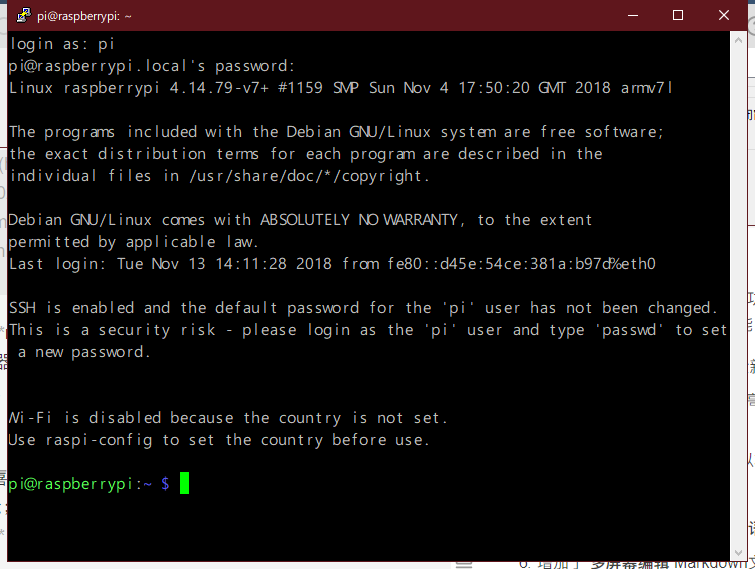 pi@raspberrypi: ~
login as: pi
pi@raspberrypi.local's password:
Linux raspberrypi 4.14.79-v7+ #1159 SMP Sun Nov 4 17:50:20 GMT 2018 armv7l
The programs included with the Debian GNU/Linux system are free software;
the exact distribution terms for each program are described in the
individual files in /usr/share/doc/*/copyright.
Debian GNU/Linux comes with ABSOLUTELY NO WARRANTY, to the extent
permitted by applicable law.
Last login: Tue Nov 13 14:11:28 2018 from fe80::d45e:54ce:381a:b97d%eth0
SSH is enabled and the default password for the 'pi' user has not been changed.
This is a security risk - please login as the 'pi' user and type 'passwd' to set
a new password.
Wi-Fi is disabled because the country is not set.
Use raspi-config to set the country before use.
pi@raspberrypi:~ $
多屏幕编辑 Markdown